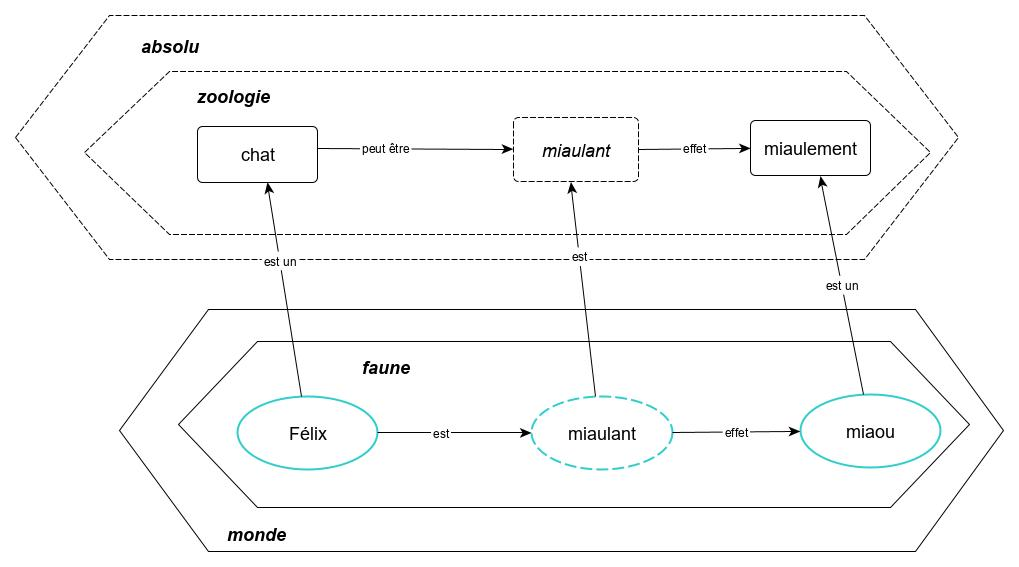 absolu
zoologie
chat
peut être
miaulant
effet
miaulement
est un
est
est un
faune
Félix
est
miaulant
effet
miaou
monde